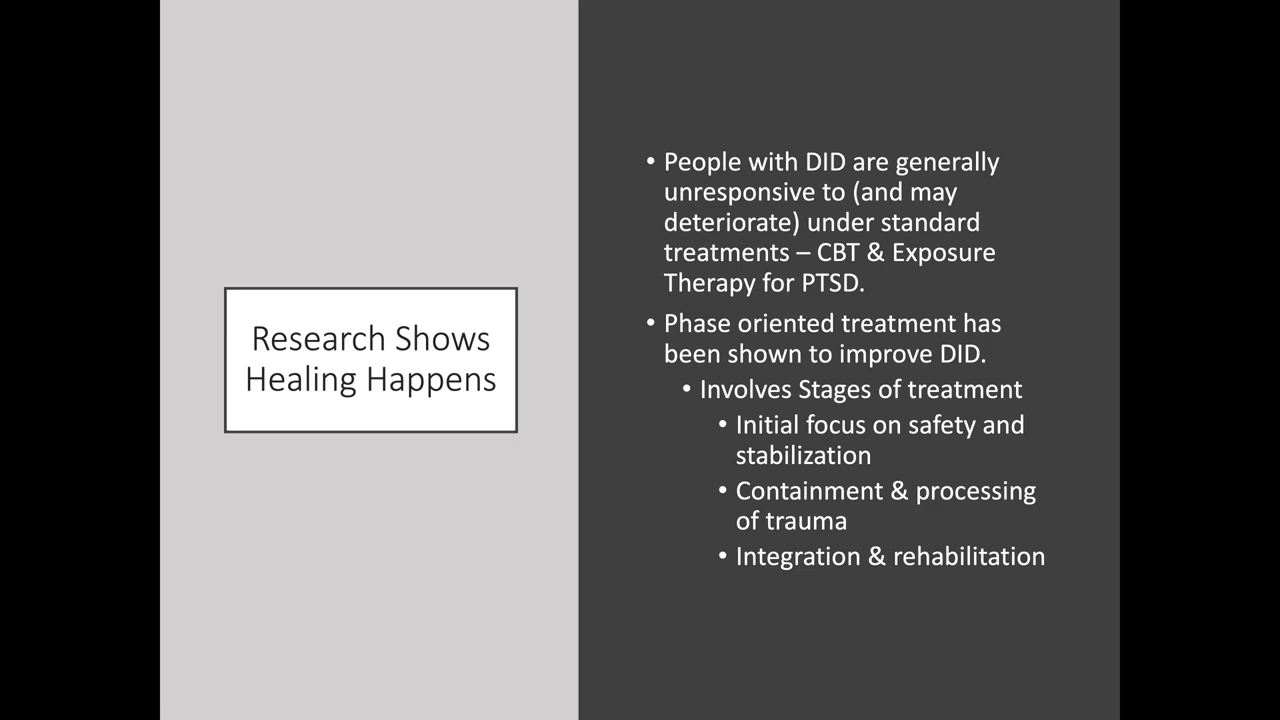 Research Shows
Healing Happens
• People with DID are generally
unresponsive to (and may
deteriorate) under standard
treatments – CBT & Exposure
Therapy for PTSD.
• Phase oriented treatment has
been shown to improve DID.
• Involves Stages of treatment
• Initial focus on safety and
stabilization
• Containment & processing
of trauma
• Integration & rehabilitation